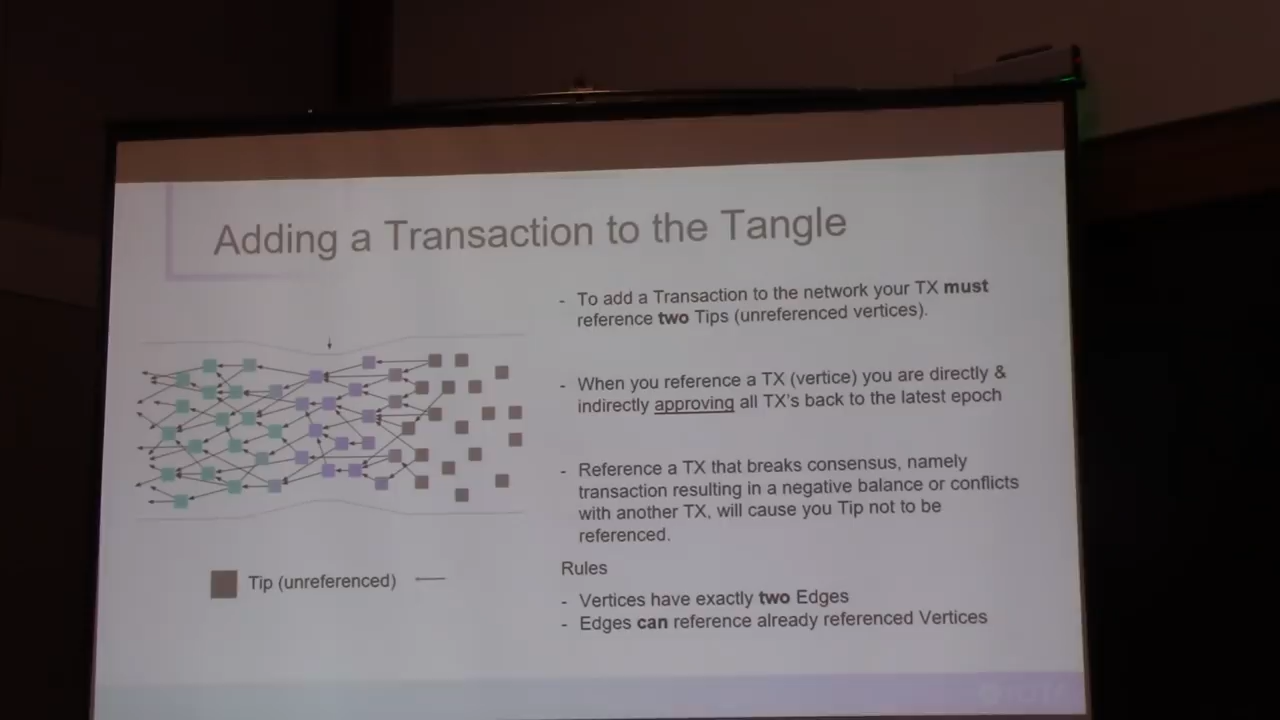 Adding a Transaction to the Tangle
- To add a Transaction to the network your TX must
reference two Tips (unreferenced vertices).
- When you reference a TX (vertice) you are directly &
indirectly approving all TX's back to the latest epoch
- Reference a TX that breaks consensus, namely
transaction resulting in a negative balance or conflicts
with another TX, will cause you Tip not to be
referenced.
Rules
- Vertices have exactly two Edges
- Edges can reference already referenced Vertices
Tip (unreferenced)